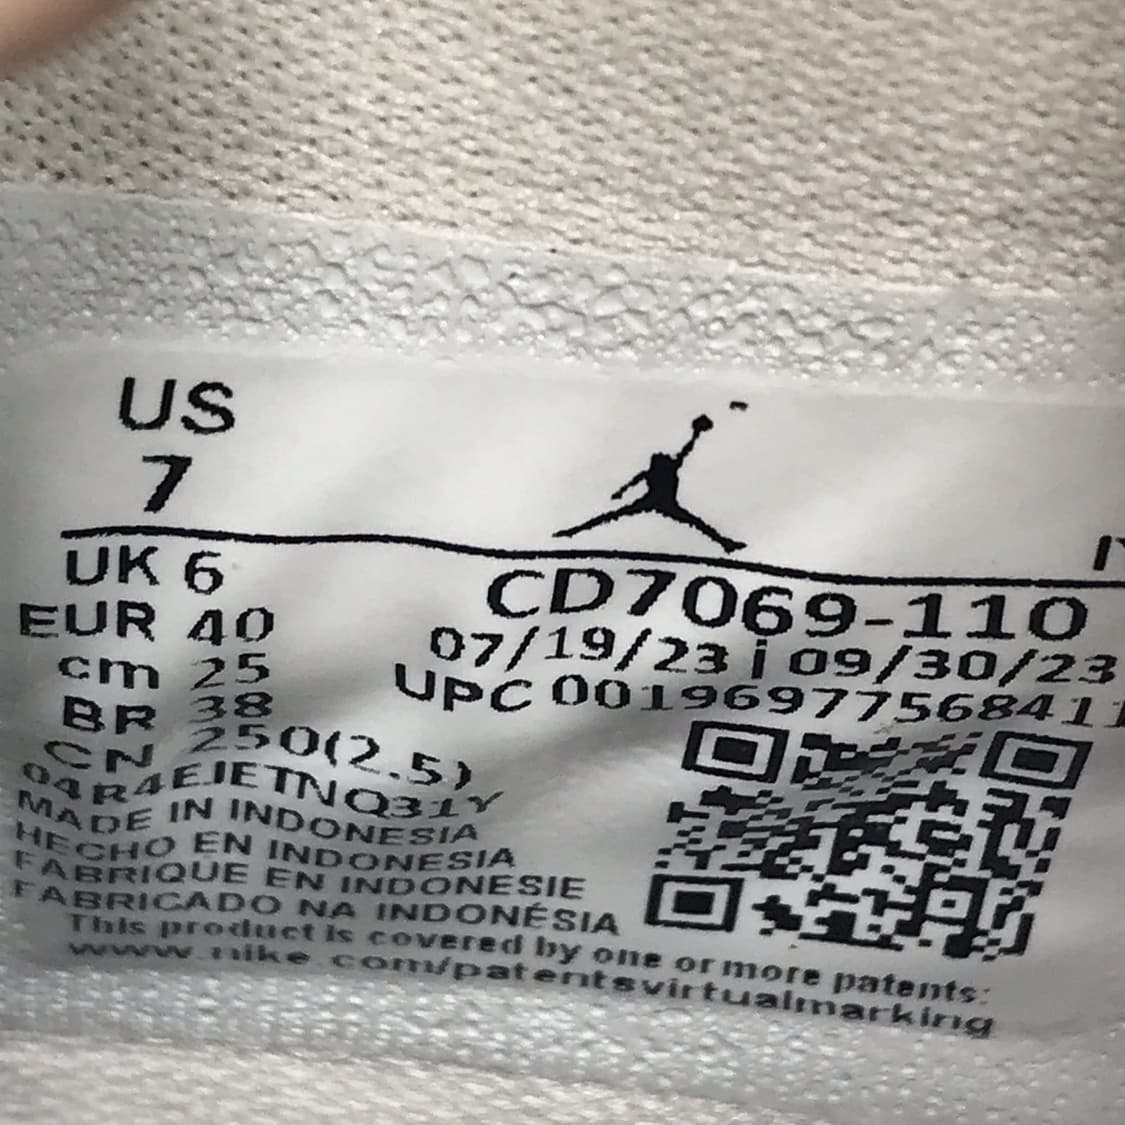 US
7
UK 6
EUR 40
cm 25
BR 38
CN 250(2.5)
CD7069-110
07/19/23 i 09/30/23
UPC 00196977568411
04R4EJETNQ31Y
MADE IN INDONESIA
HECHO EN INDONESIA
FABRIQUE EN INDONESIE
FABRICADO NA INDONÉSIA
This product is covered by one or more patents:
www.nike.com/patentsvirtualmarking